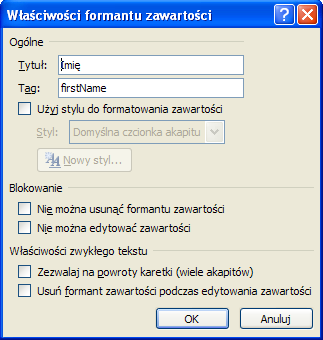 Właściwości formantu zawartości
Ogólne
Tytuł: Imię
Tag: firstName
Użyj stylu do formatowania zawartości
Styl: Domyślna czcionka akapitu
Nowy styl...
Blokowanie
Nie można usunąć formantu zawartości
Nie można edytować zawartości
Właściwości zwykłego tekstu
Zezwalaj na powroty karetki (wiele akapitów)
Usuń formant zawartości podczas edytowania zawartości
OK Anuluj